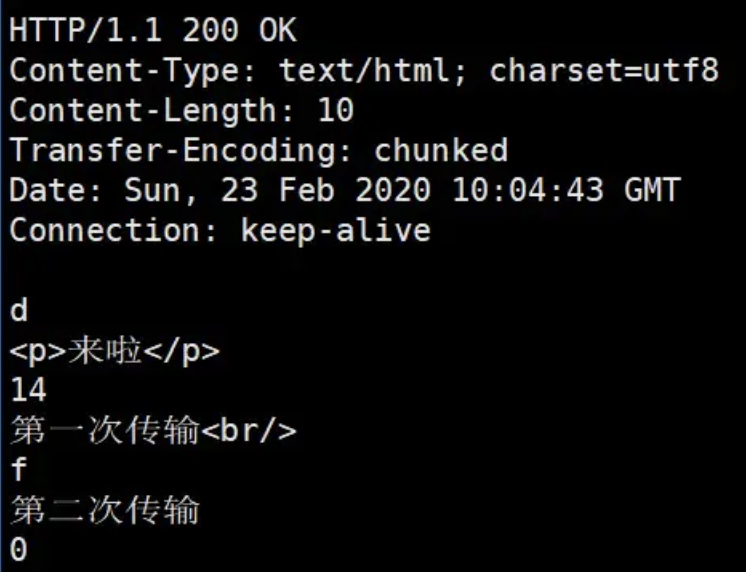 HTTP/1.1 200 OK
Content-Type: text/html; charset=utf8
Content-Length: 10
Transfer-Encoding: chunked
Date: Sun, 23 Feb 2020 10:04:43 GMT
Connection: keep-alive

d
<p>来啦</p>
14
第一次传输<br/>
f
第二次传输
0